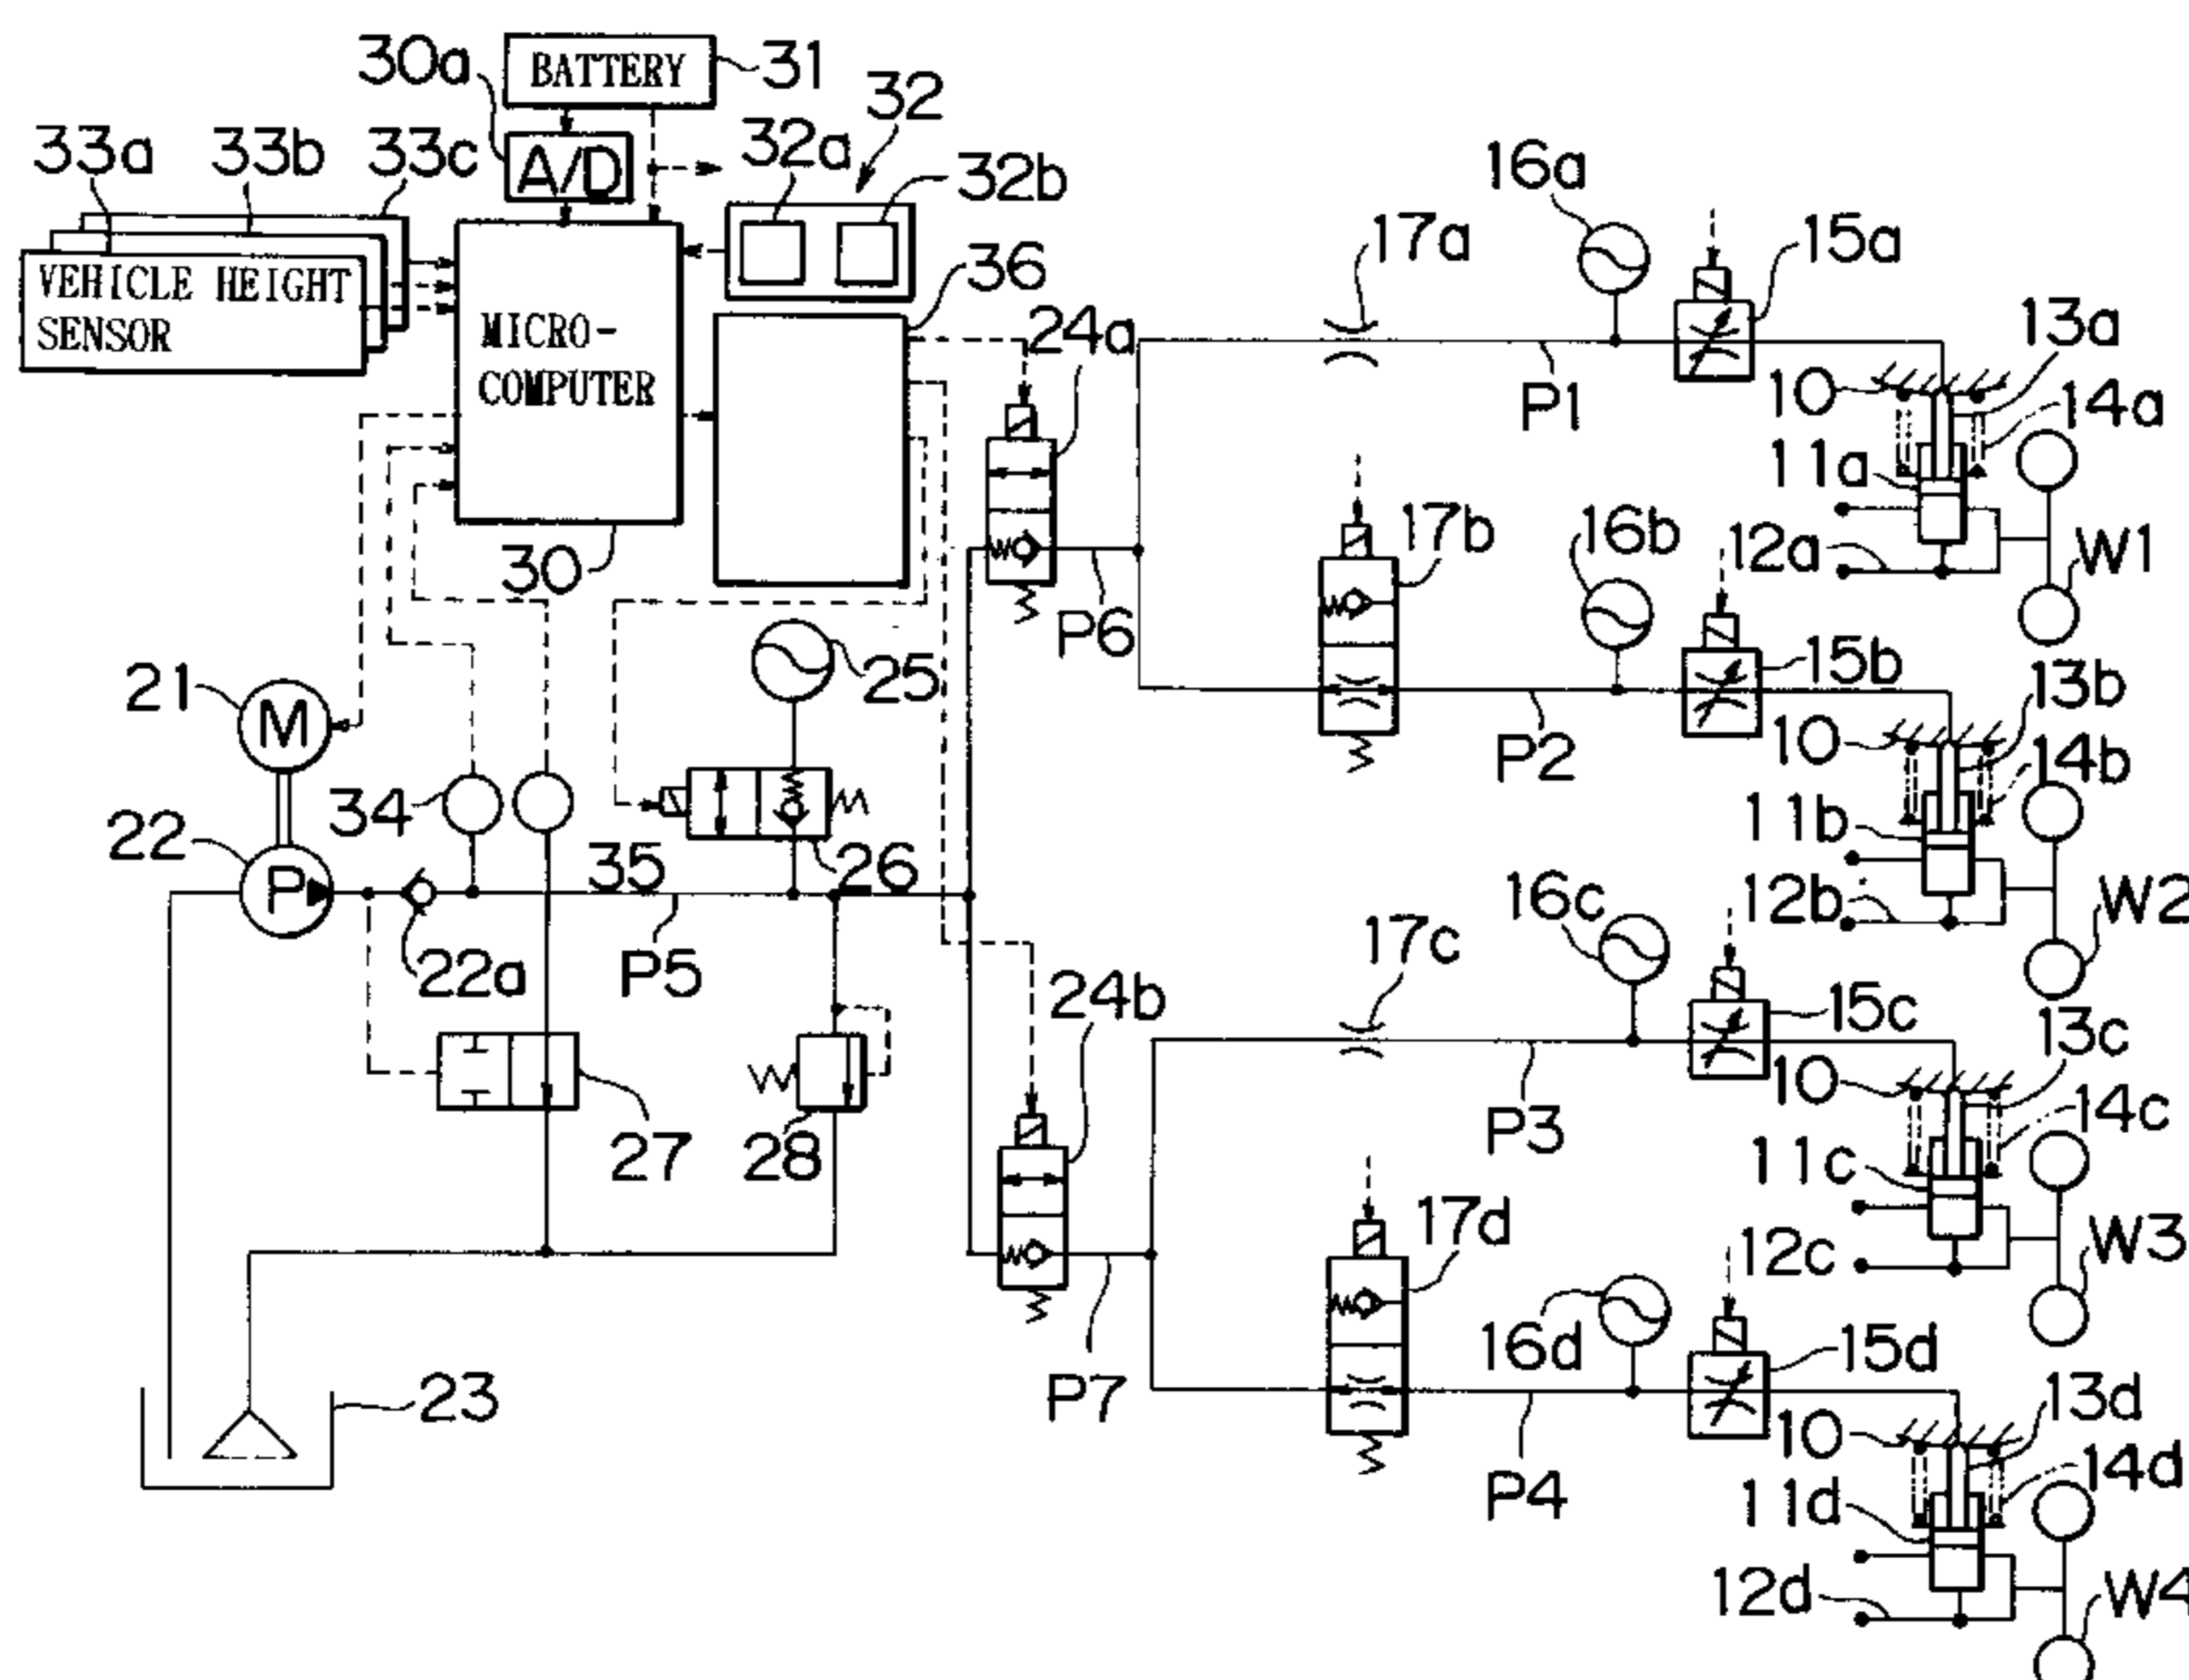 BATTERY
31
30a
32
33a
33b
33c
A/D
32a
32b
16a
17a
15a
36
24a
VEHICLE HEIGHT
SENSOR
MICRO-
COMPUTER
13a
10
14a
P1
11a
17b
16b
12a
W1
30
P6
21
M
25
15b
13b
10
14b
P2
34
22
35
26
11b
P
16c
12b
W2
22a
P5
17c
24b
15c
13c
10
14c
27
28
P3
11c
17d
12c
W3
16d
15d
23
P7
13d
10
14d
P4
11d
12d
W4